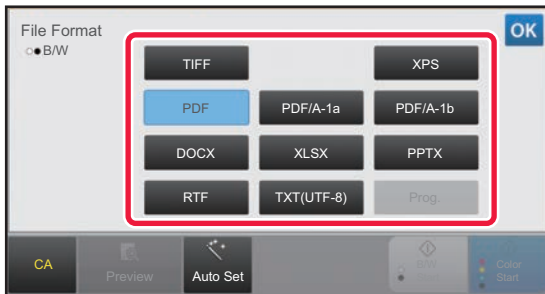 File Format
B/W
OK
TIFF
XPS
PDF
PDF/A-1a
PDF/A-1b
DOCX
XLSX
PPTX
RTF
TXT(UTF-8)
Prog.
CA
Preview
Auto Set
B/W
Start
Color
Start